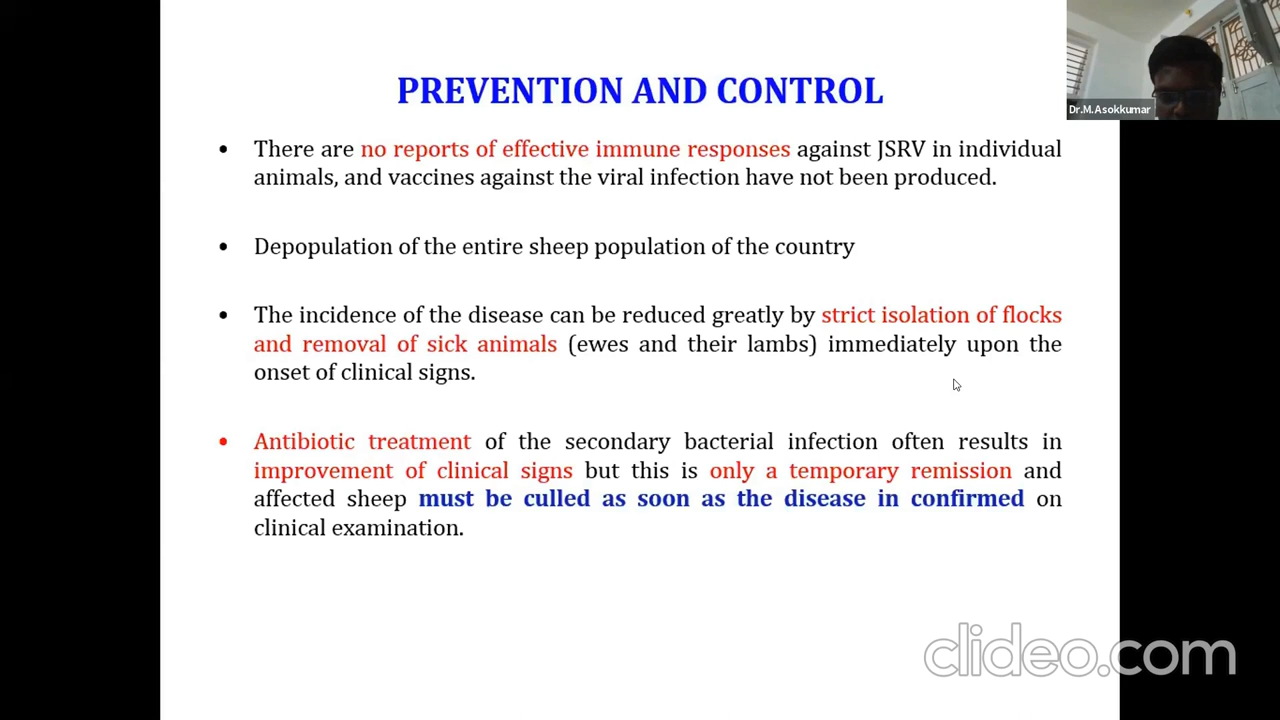 PREVENTION AND CONTROL
Dr.M.Asokkumar
• There are no reports of effective immune responses against JSRV in individual
animals, and vaccines against the viral infection have not been produced.
• Depopulation of the entire sheep population of the country
• The incidence of the disease can be reduced greatly by strict isolation of flocks
and removal of sick animals (ewes and their lambs) immediately upon the
onset of clinical signs.
• Antibiotic treatment of the secondary bacterial infection often results in
improvement of clinical signs but this is only a temporary remission and
affected sheep must be culled as soon as the disease in confirmed on
clinical examination.
clideo.com